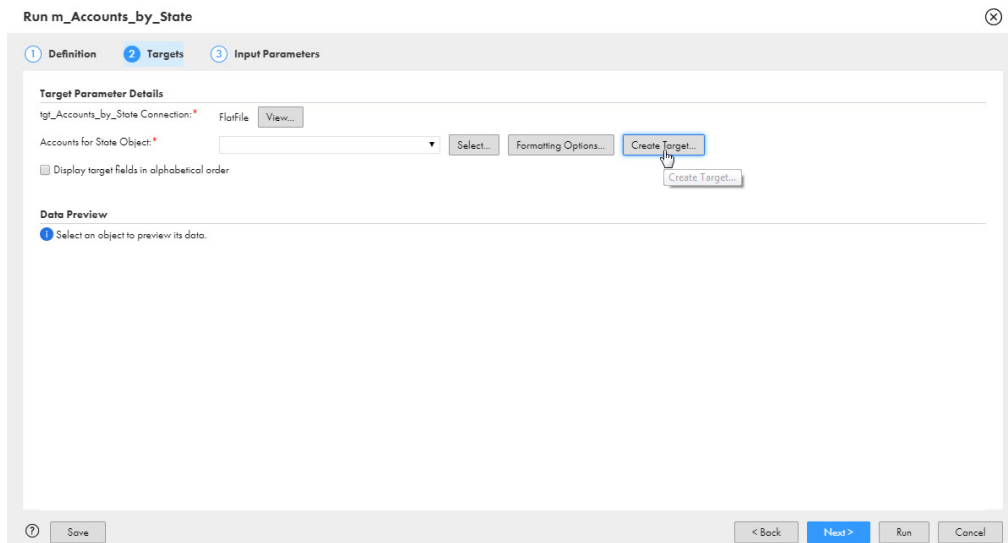 Run m_Accounts_by_State
1 Definition 2 Targets 3 Input Parameters
Target Parameter Details
tgt_Accounts_by_State Connection:* FlatFile View...
Accounts for State Object:* Select... Formatting Options... Create Target...
Display target fields in alphabetical order
Create Target...
Data Preview
i Select an object to preview its data.
? Save < Back Next > Run Cancel